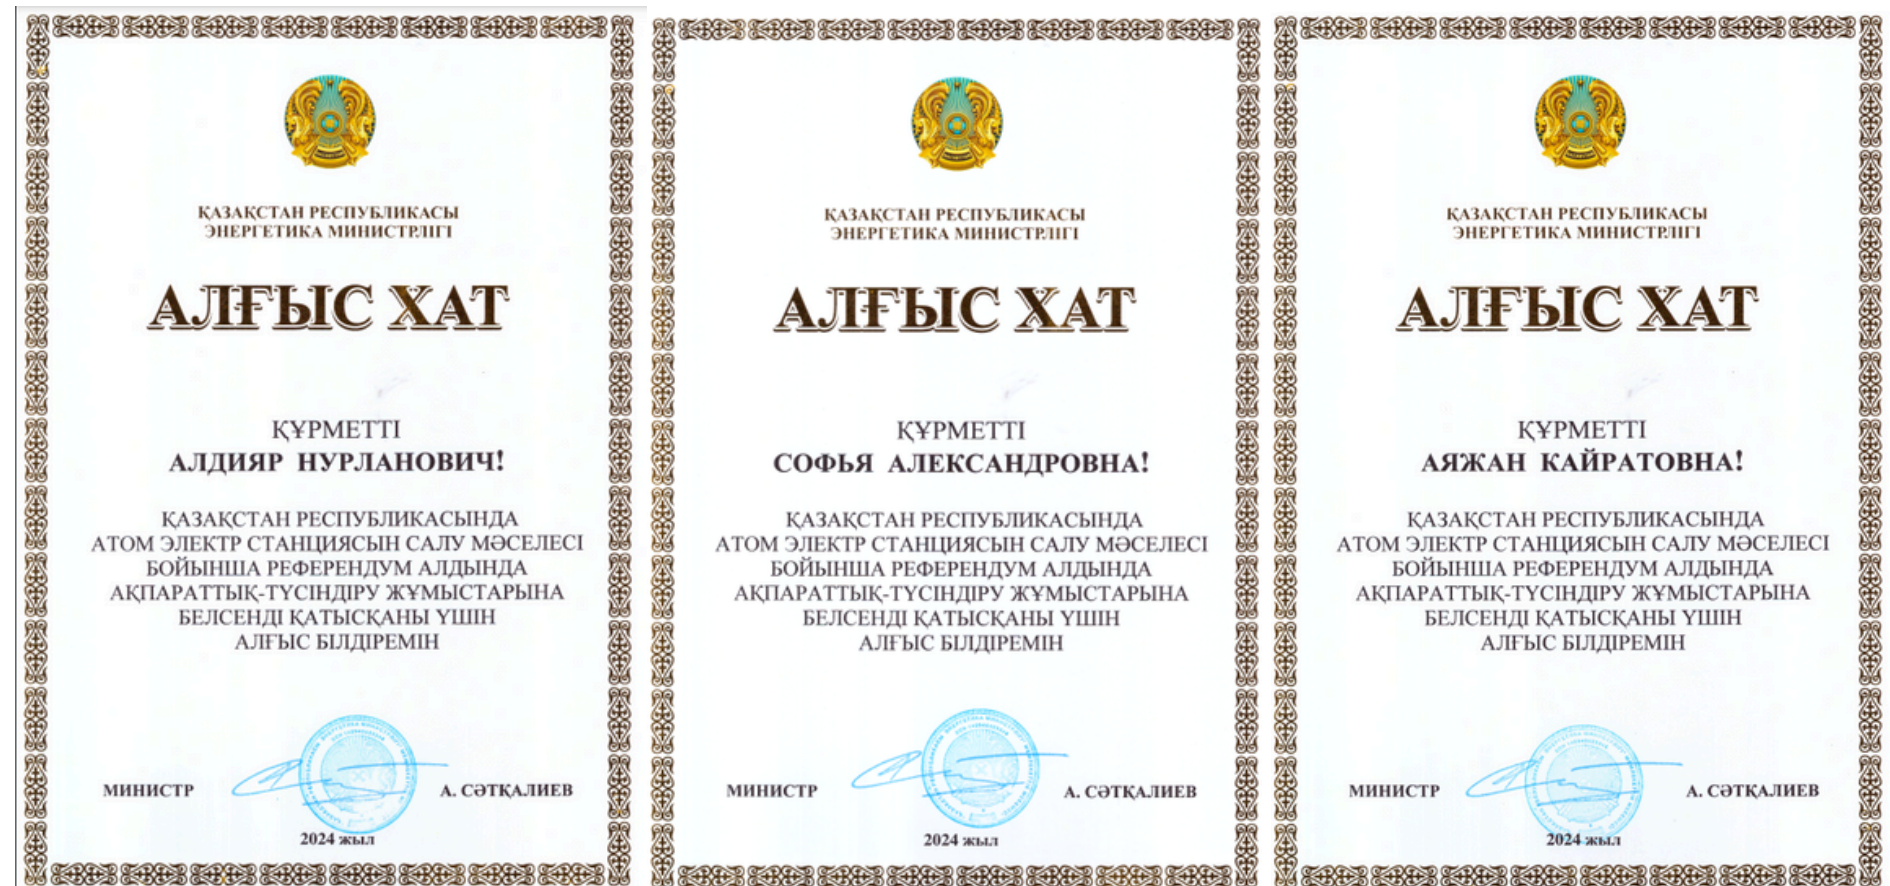 ҚАЗАҚСТАН РЕСПУБЛИКАСЫ
ЭНЕРГЕТИКА МИНИСТРЛІГІ
АЛҒЫС ХАТ
ҚҰРМЕТТІ
АЛДИЯР НУРЛАНОВИЧ!
ҚАЗАҚСТАН РЕСПУБЛИКАСЫНДА
АТОМ ЭЛЕКТР СТАНЦИЯСЫН САЛУ МӘСЕЛЕСІ
БОЙЫНША РЕФЕРЕНДУМ АЛДЫНДА
АҚПАРАТТЫҚ-ТҮСІНДІРУ ЖҰМЫСТАРЫНА
БЕЛСЕНДІ ҚАТЫСҚАНЫ ҮШІН
АЛҒЫС БІЛДІРЕМІН
МИНИСТР
А. СӘТҚАЛИЕВ
2024 жыл
ҚАЗАҚСТАН РЕСПУБЛИКАСЫ
ЭНЕРГЕТИКА МИНИСТРЛІГІ
АЛҒЫС ХАТ
ҚҰРМЕТТІ
СОФЬЯ АЛЕКСАНДРОВНА!
ҚАЗАҚСТАН РЕСПУБЛИКАСЫНДА
АТОМ ЭЛЕКТР СТАНЦИЯСЫН САЛУ МӘСЕЛЕСІ
БОЙЫНША РЕФЕРЕНДУМ АЛДЫНДА
АҚПАРАТТЫҚ-ТҮСІНДІРУ ЖҰМЫСТАРЫНА
БЕЛСЕНДІ ҚАТЫСҚАНЫ ҮШІН
АЛҒЫС БІЛДІРЕМІН
МИНИСТР
А. СӘТҚАЛИЕВ
2024 жыл
ҚАЗАҚСТАН РЕСПУБЛИКАСЫ
ЭНЕРГЕТИКА МИНИСТРЛІГІ
АЛҒЫС ХАТ
ҚҰРМЕТТІ
АЯЖАН КАЙРАТОВНА!
ҚАЗАҚСТАН РЕСПУБЛИКАСЫНДА
АТОМ ЭЛЕКТР СТАНЦИЯСЫН САЛУ МӘСЕЛЕСІ
БОЙЫНША РЕФЕРЕНДУМ АЛДЫНДА
АҚПАРАТТЫҚ-ТҮСІНДІРУ ЖҰМЫСТАРЫНА
БЕЛСЕНДІ ҚАТЫСҚАНЫ ҮШІН
АЛҒЫС БІЛДІРЕМІН
МИНИСТР
А. СӘТҚАЛИЕВ
2024 жыл